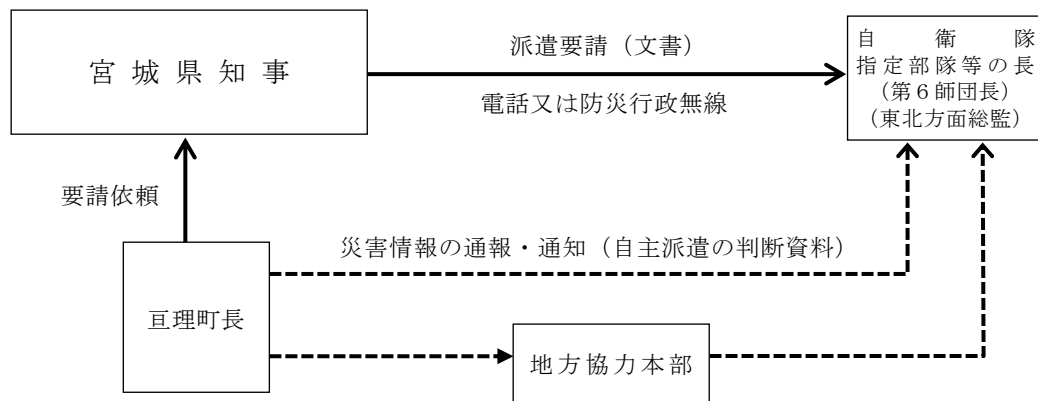 宮城県知事
派遣要請（文書）
電話又は防災行政無線
自衛隊
指定部隊等の長
（第６師団長）
（東北方面総監）
要請依頼
災害情報の通報・通知（自主派遣の判断資料）
亘理町長
地方協力本部